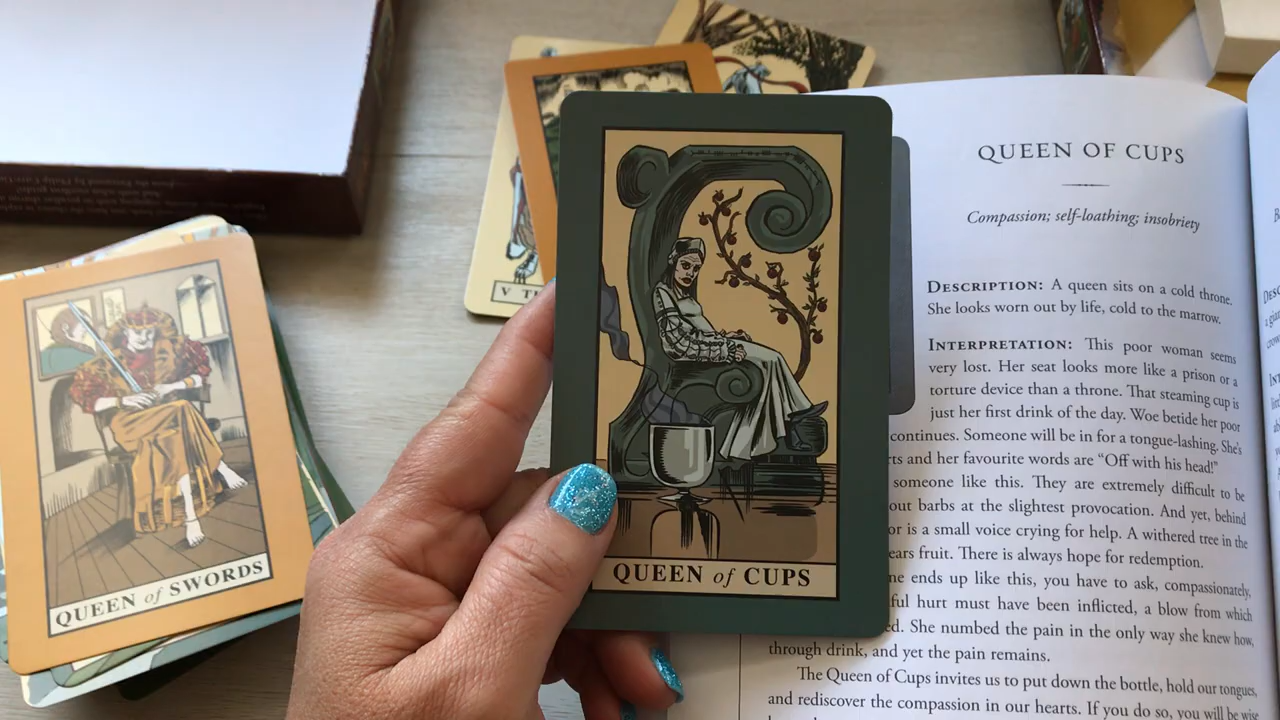 V
QUEEN of SWORDS
QUEEN of CUPS
QUEEN OF CUPS
Compassion; self-loathing; insobriety
DESCRIPTION: A queen sits on a cold throne.
She looks worn out by life, cold to the marrow.
INTERPRETATION: This poor woman seems
very lost. Her seat looks more like a prison or a
torture device than a throne. That steaming cup is
just her first drink of the day. Woe betide her poor
continues. Someone will be in for a tongue-lashing. She's
and her favourite words are "Off with his head!"
someone like this. They are extremely difficult to
out barbs at the slightest provocation. And yet, behind
is a small voice crying for help. A withered tree in the
fruit. There is always hope for redemption.
ends up like this, you have to ask, compassionately,
hurt must have been inflicted, a blow from which
She numbed the pain in the only way she knew how,
through drink, and yet the pain remains.
The Queen of Cups invites us to put down the bottle, hold our tongues,
and rediscover the compassion in our hearts. If you do so, you will be wise